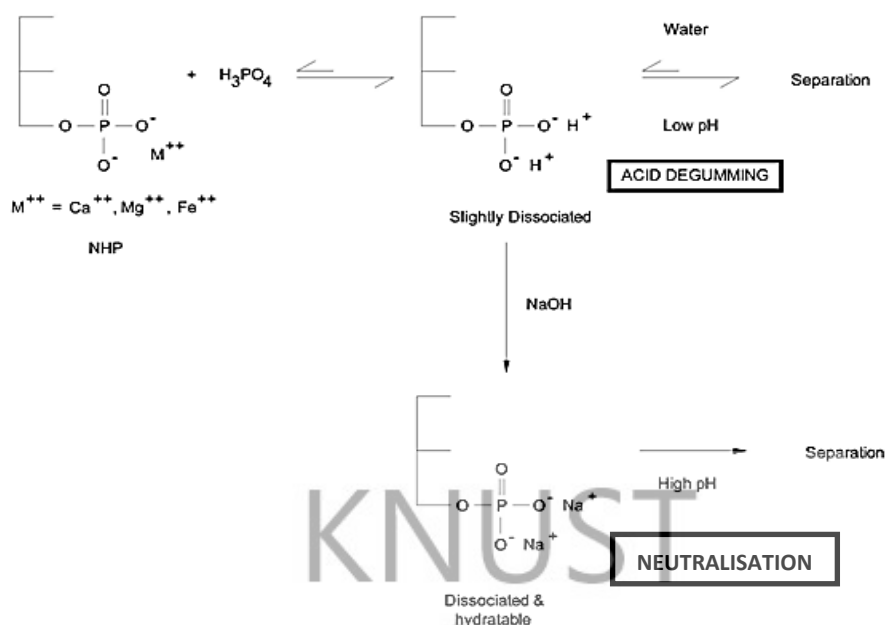 O
O P O⁻
O⁻ M⁺⁺
+ H₃PO₄
M⁺⁺ = Ca⁺⁺, Mg⁺⁺, Fe⁺⁺
NHP
O
O P O⁻ H⁺
O⁻ H⁺
Slightly Dissociated
Water
Low pH
Separation
ACID DEGUMMING
NaOH
O
O P O⁻ Na⁺
O⁻ Na⁺
Dissociated &
hydratable
High pH
Separation
NEUTRALISATION
KNUST